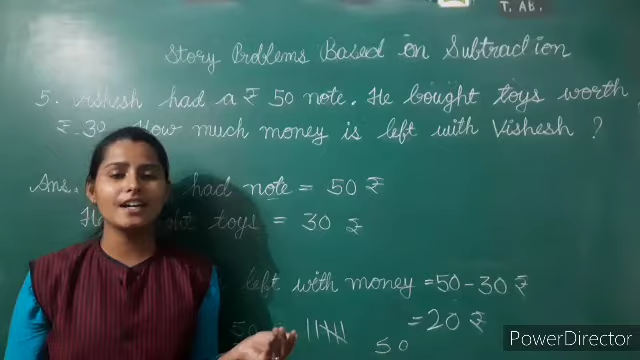 T. AB.
Story Problems Based on Subtraction
5. Vishesh had a ₹ 50 note. He bought toys worth
₹.30. How much money is left with Vishesh ?
Ans. had note = 50 ₹
toys = 30 ₹
left with money = 50 - 30 ₹
= 20 ₹
50
50
PowerDirector